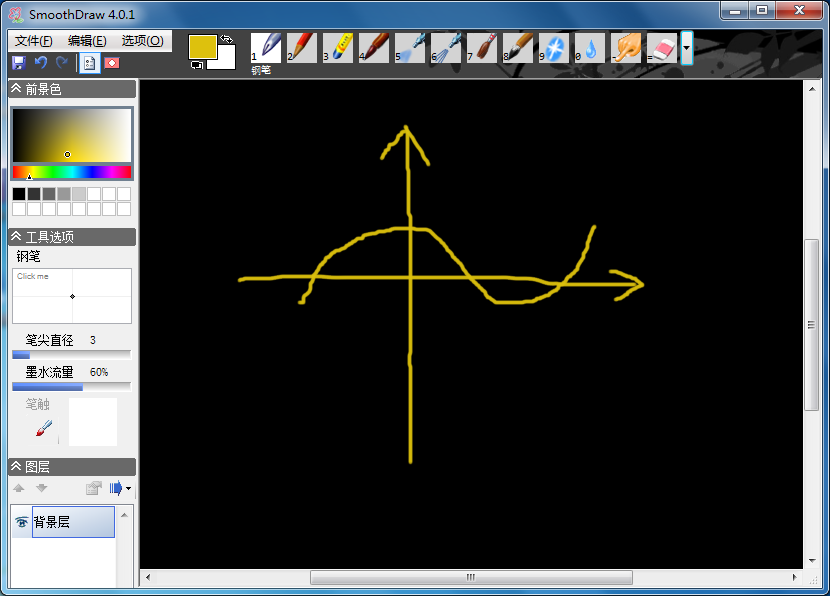 SmoothDraw 4.0.1
文件(F) 编辑(E) 选项(O)
1 2 3 4 5 6 7 8 9 0 - =
钢笔
前景色
工具选项
钢笔
Click me
笔尖直径 3
墨水流量 60%
笔触
图层
背景层